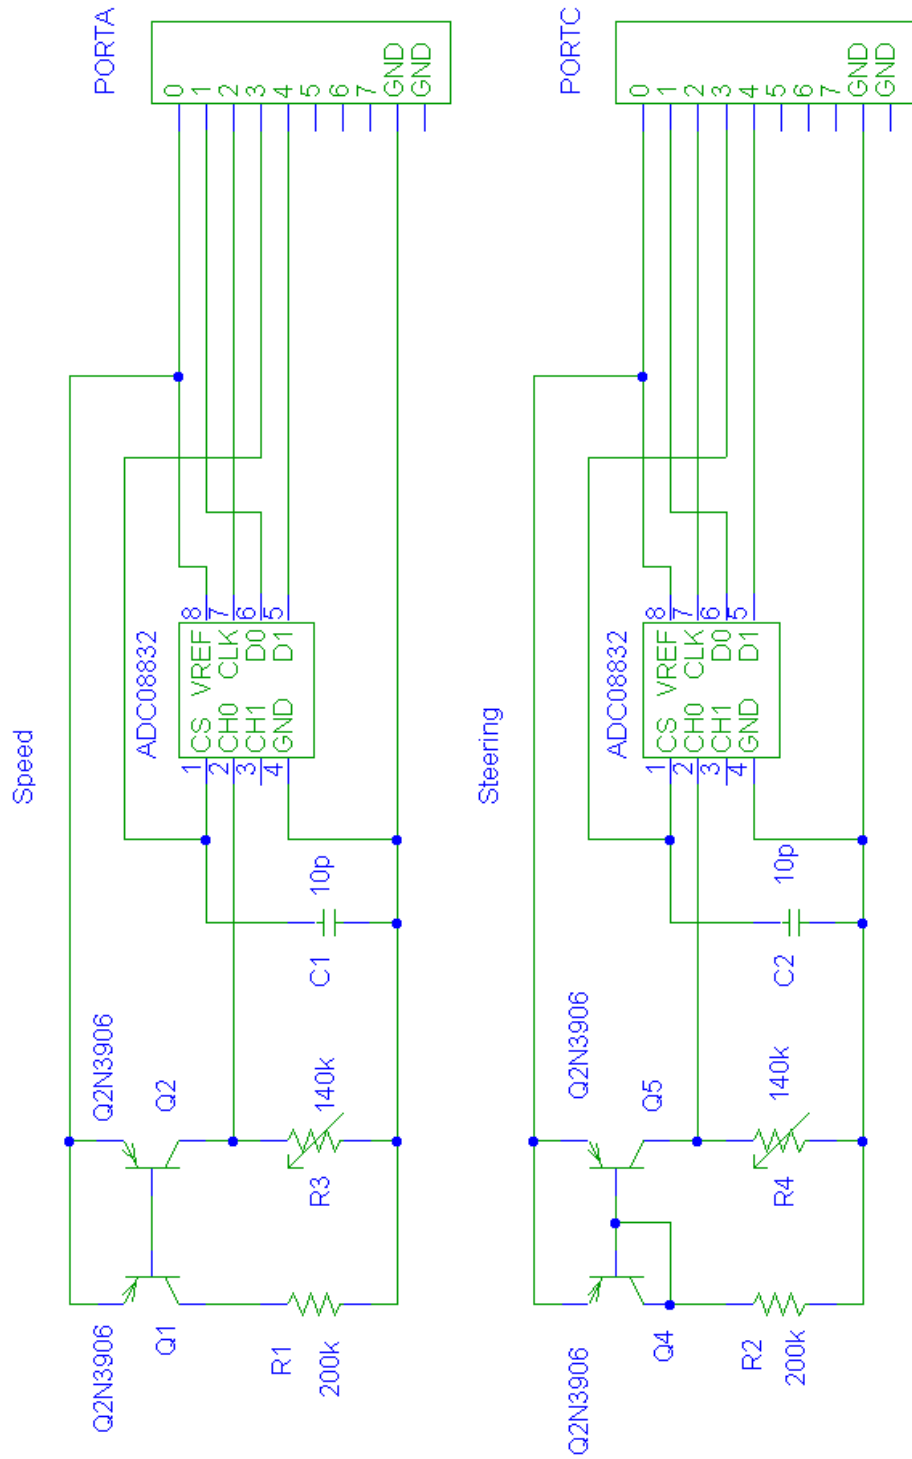 Speed
PORTA
0
1
2
3
4
5
6
7
GND
GND
ADC08832
1 CS VREF 8
2 CH0 CLK 7
3 CH1 D0 6
4 GND D1 5
10p
C1
Q2N3906
Q2
140k
R3
Q2N3906
Q1
R1
200k
Steering
PORTC
0
1
2
3
4
5
6
7
GND
GND
ADC08832
1 CS VREF 8
2 CH0 CLK 7
3 CH1 D0 6
4 GND D1 5
10p
C2
Q2N3906
Q5
140k
R4
Q2N3906
Q4
R2
200k